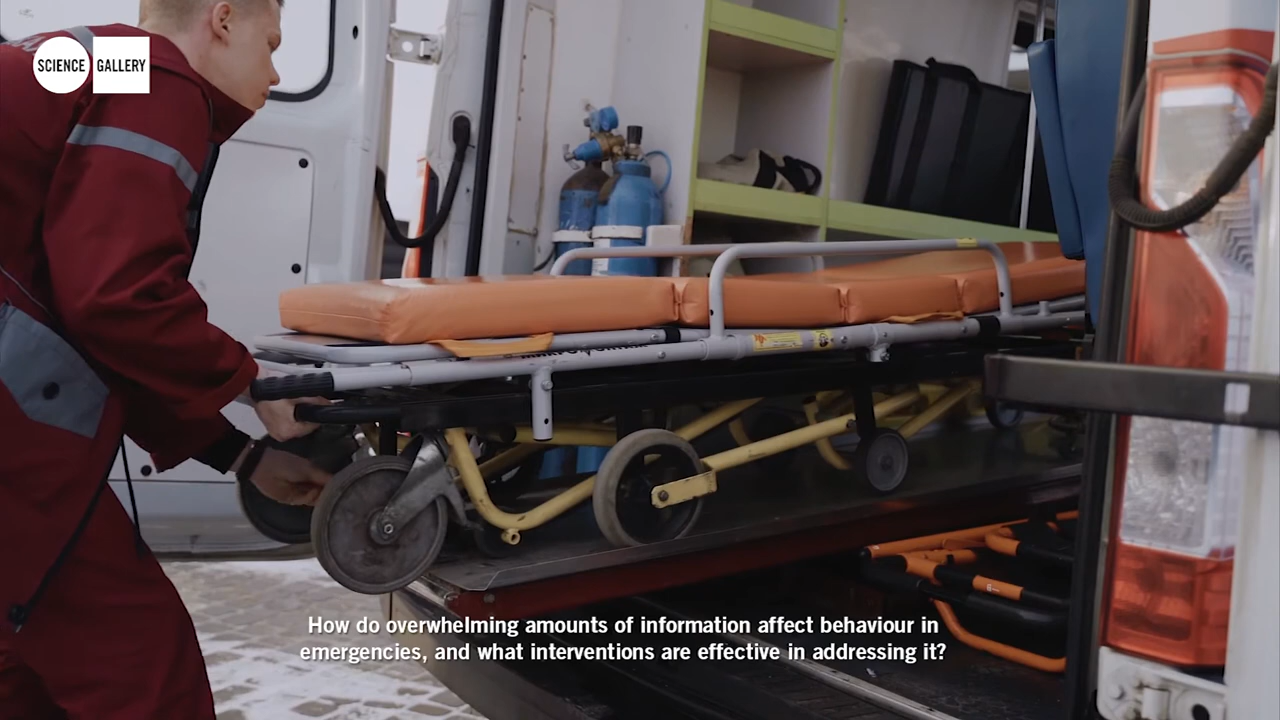 SCIENCE
GALLERY
How do overwhelming amounts of information affect behaviour in
emergencies, and what interventions are effective in addressing it?